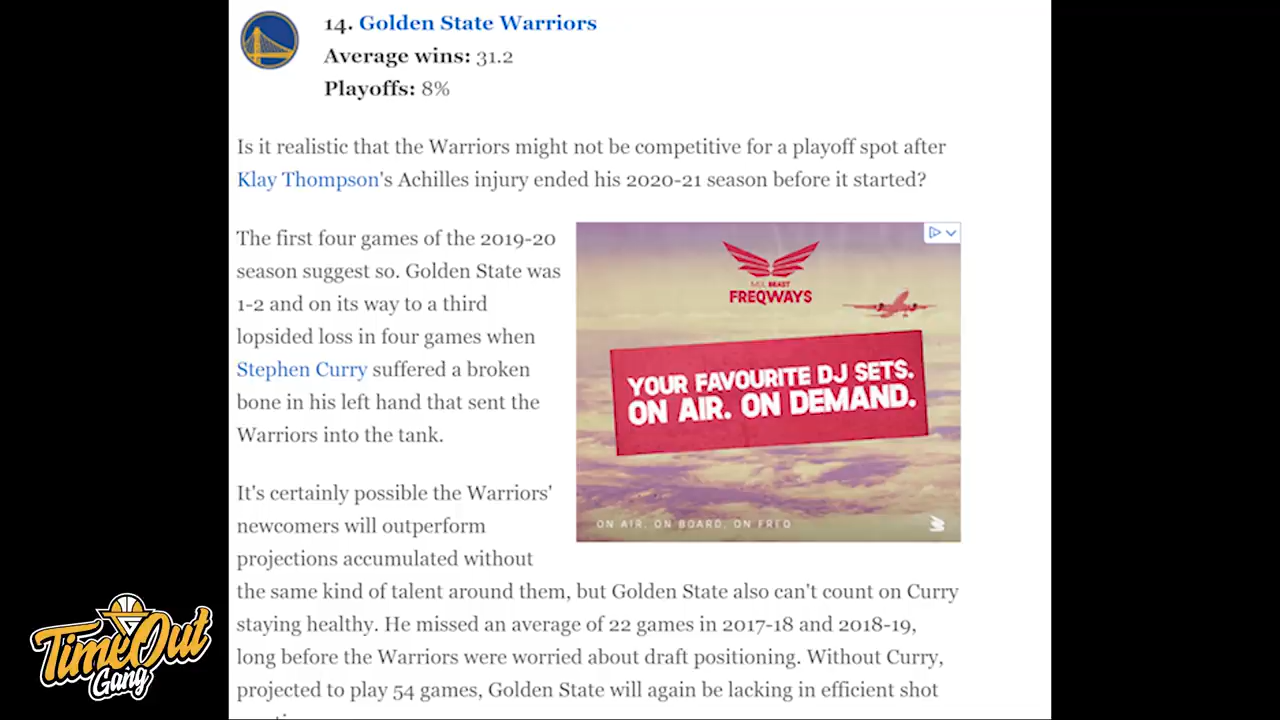 14. Golden State Warriors
Average wins: 31.2
Playoffs: 8%
Is it realistic that the Warriors might not be competitive for a playoff spot after
Klay Thompson's Achilles injury ended his 2020-21 season before it started?
The first four games of the 2019-20
season suggest so. Golden State was
1-2 and on its way to a third
lopsided loss in four games when
Stephen Curry suffered a broken
bone in his left hand that sent the
Warriors into the tank.
It's certainly possible the Warriors'
newcomers will outperform
projections accumulated without
the same kind of talent around them, but Golden State also can't count on Curry
staying healthy. He missed an average of 22 games in 2017-18 and 2018-19,
long before the Warriors were worried about draft positioning. Without Curry,
projected to play 54 games, Golden State will again be lacking in efficient shot
BEAST
FREQWAYS
YOUR FAVOURITE DJ SETS.
ON AIR. ON DEMAND.
ON AIR. ON BOARD. ON FREQ
TimeOut
Gang